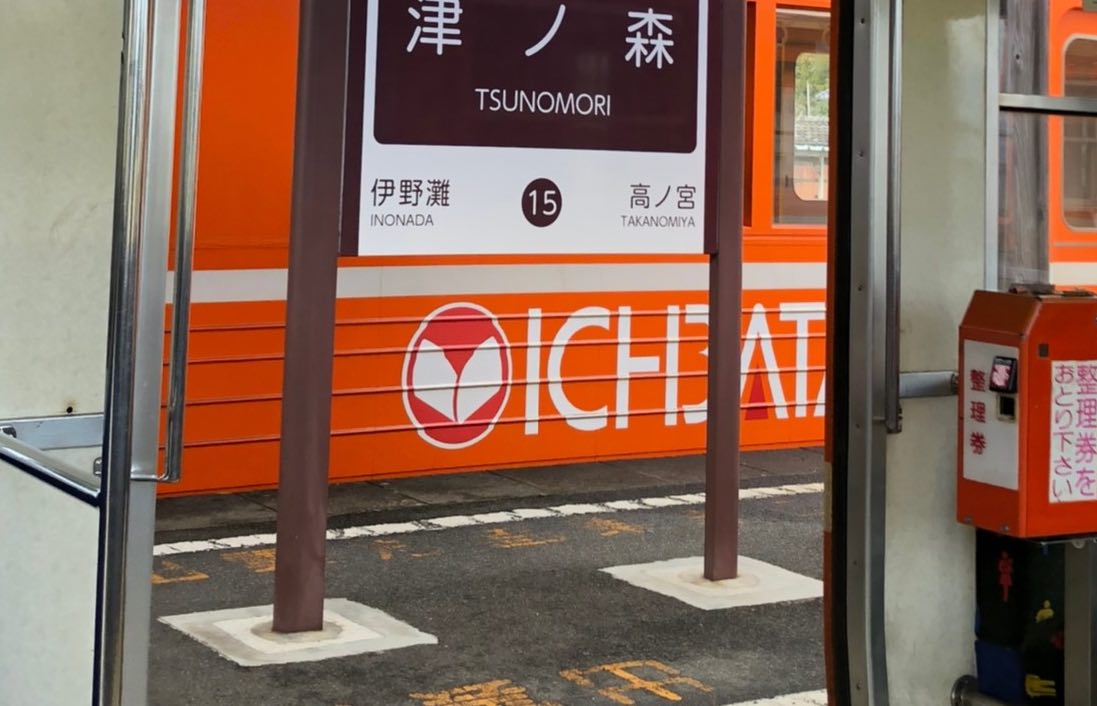 津ノ森
TSUNOMORI
伊野灘
INONADA
15
高ノ宮
TAKANOMIYA
ICHIBATA
整理券
整理券を
おとり下さい